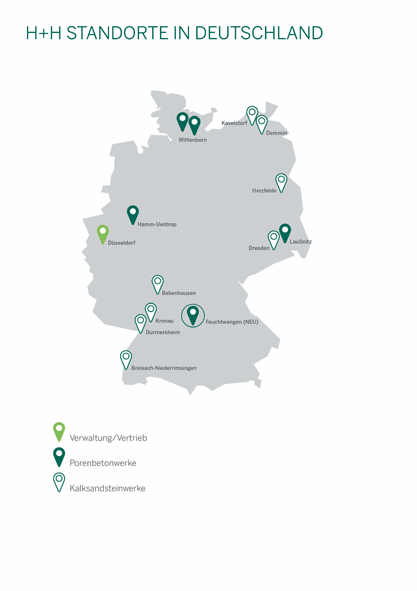 H+H STANDORTE IN DEUTSCHLAND
Kavelstorf
Demmin
Wittenborn
Herzfelde
Hamm-Uentrop
Düsseldorf
Laußnitz
Dresden
Babenhausen
Kronau
Feuchtwangen (NEU)
Durmersheim
Breisach-Niederrimsingen
Verwaltung/Vertrieb
Porenbetonwerke
Kalksandsteinwerke